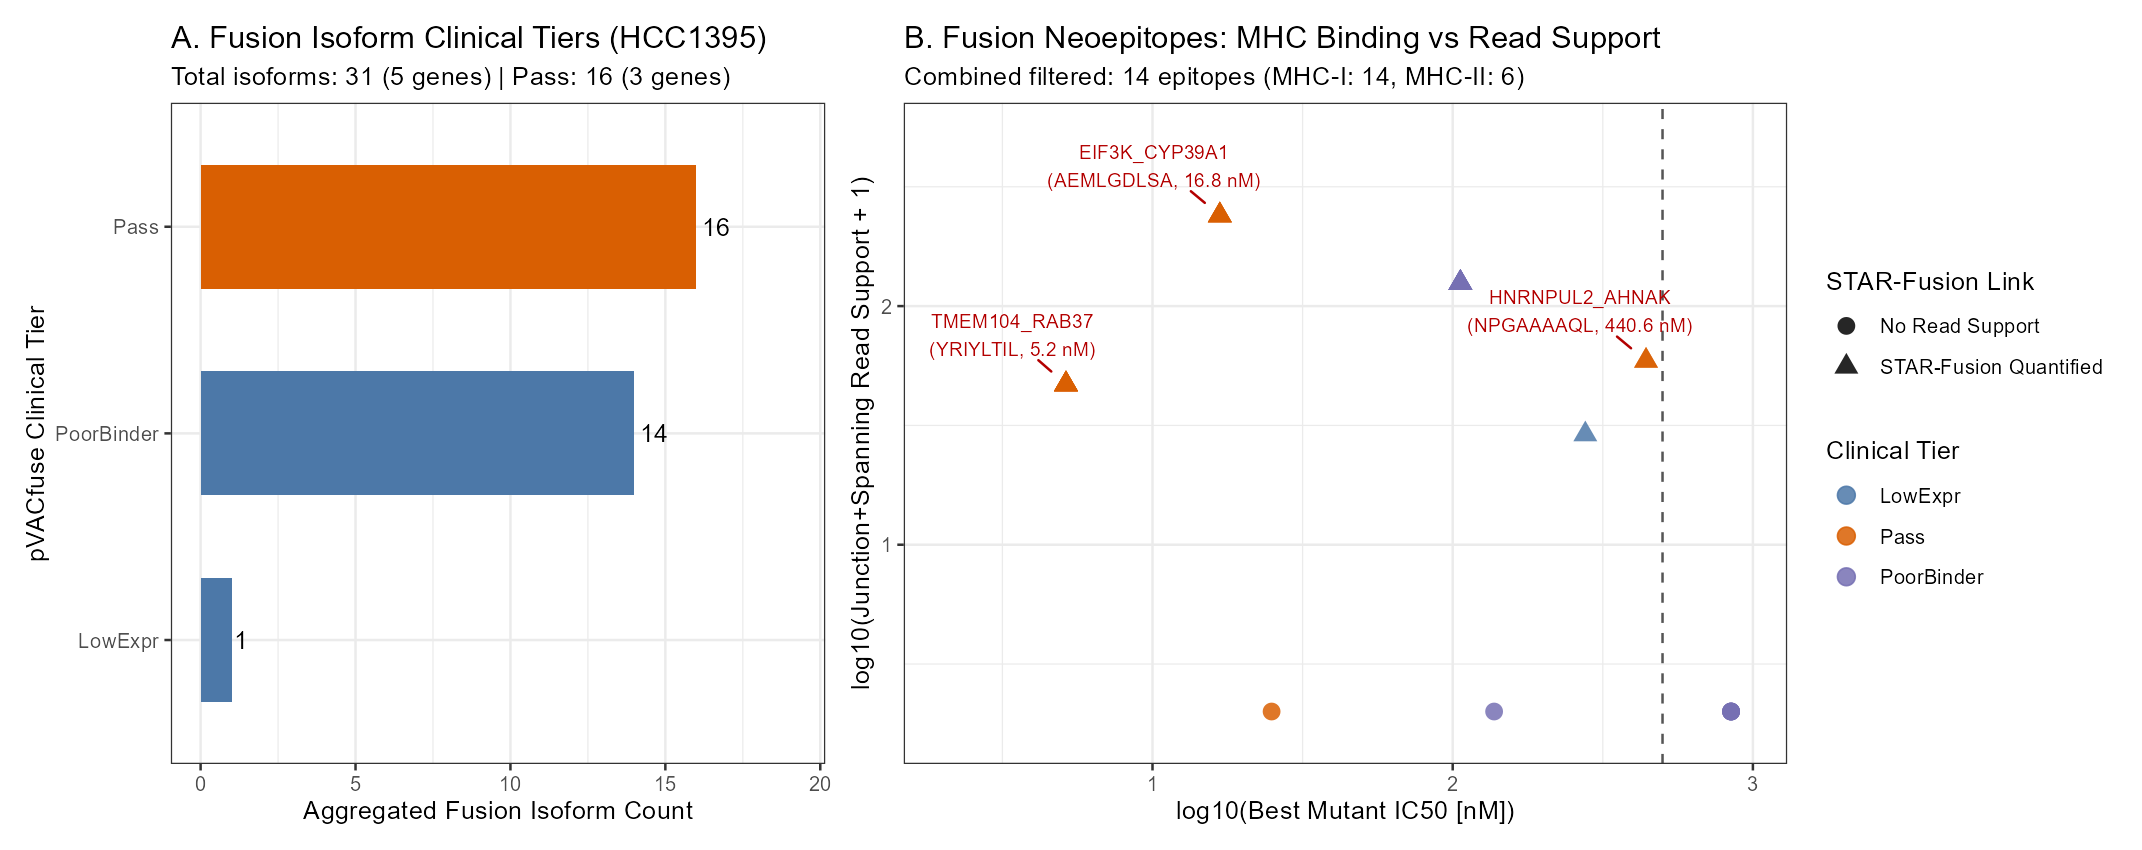 A. Fusion Isoform Clinical Tiers (HCC1395)
Total isoforms: 31 (5 genes) | Pass: 16 (3 genes)
pVACfuse Clinical Tier
Pass
PoorBinder
LowExpr
16
14
1
0
5
10
15
20
Aggregated Fusion Isoform Count
B. Fusion Neoepitopes: MHC Binding vs Read Support
Combined filtered: 14 epitopes (MHC-I: 14, MHC-II: 6)
log10(Junction+Spanning Read Support + 1)
2
1
EIF3K_CYP39A1
(AEMLGDLSA, 16.8 nM)
HNRNPUL2_AHNAK
(NPGAAAAQL, 440.6 nM)
TMEM104_RAB37
(YRIYLTIL, 5.2 nM)
1
2
3
log10(Best Mutant IC50 [nM])
STAR-Fusion Link
No Read Support
STAR-Fusion Quantified
Clinical Tier
LowExpr
Pass
PoorBinder